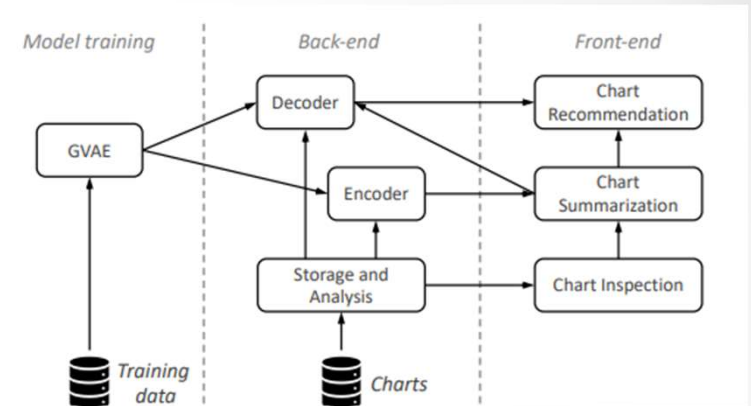 Model training
Back-end
Front-end
Decoder
Chart
Recommendation
GVAE
Encoder
Chart
Summarization
Storage and
Analysis
Chart Inspection
Training
data
Charts